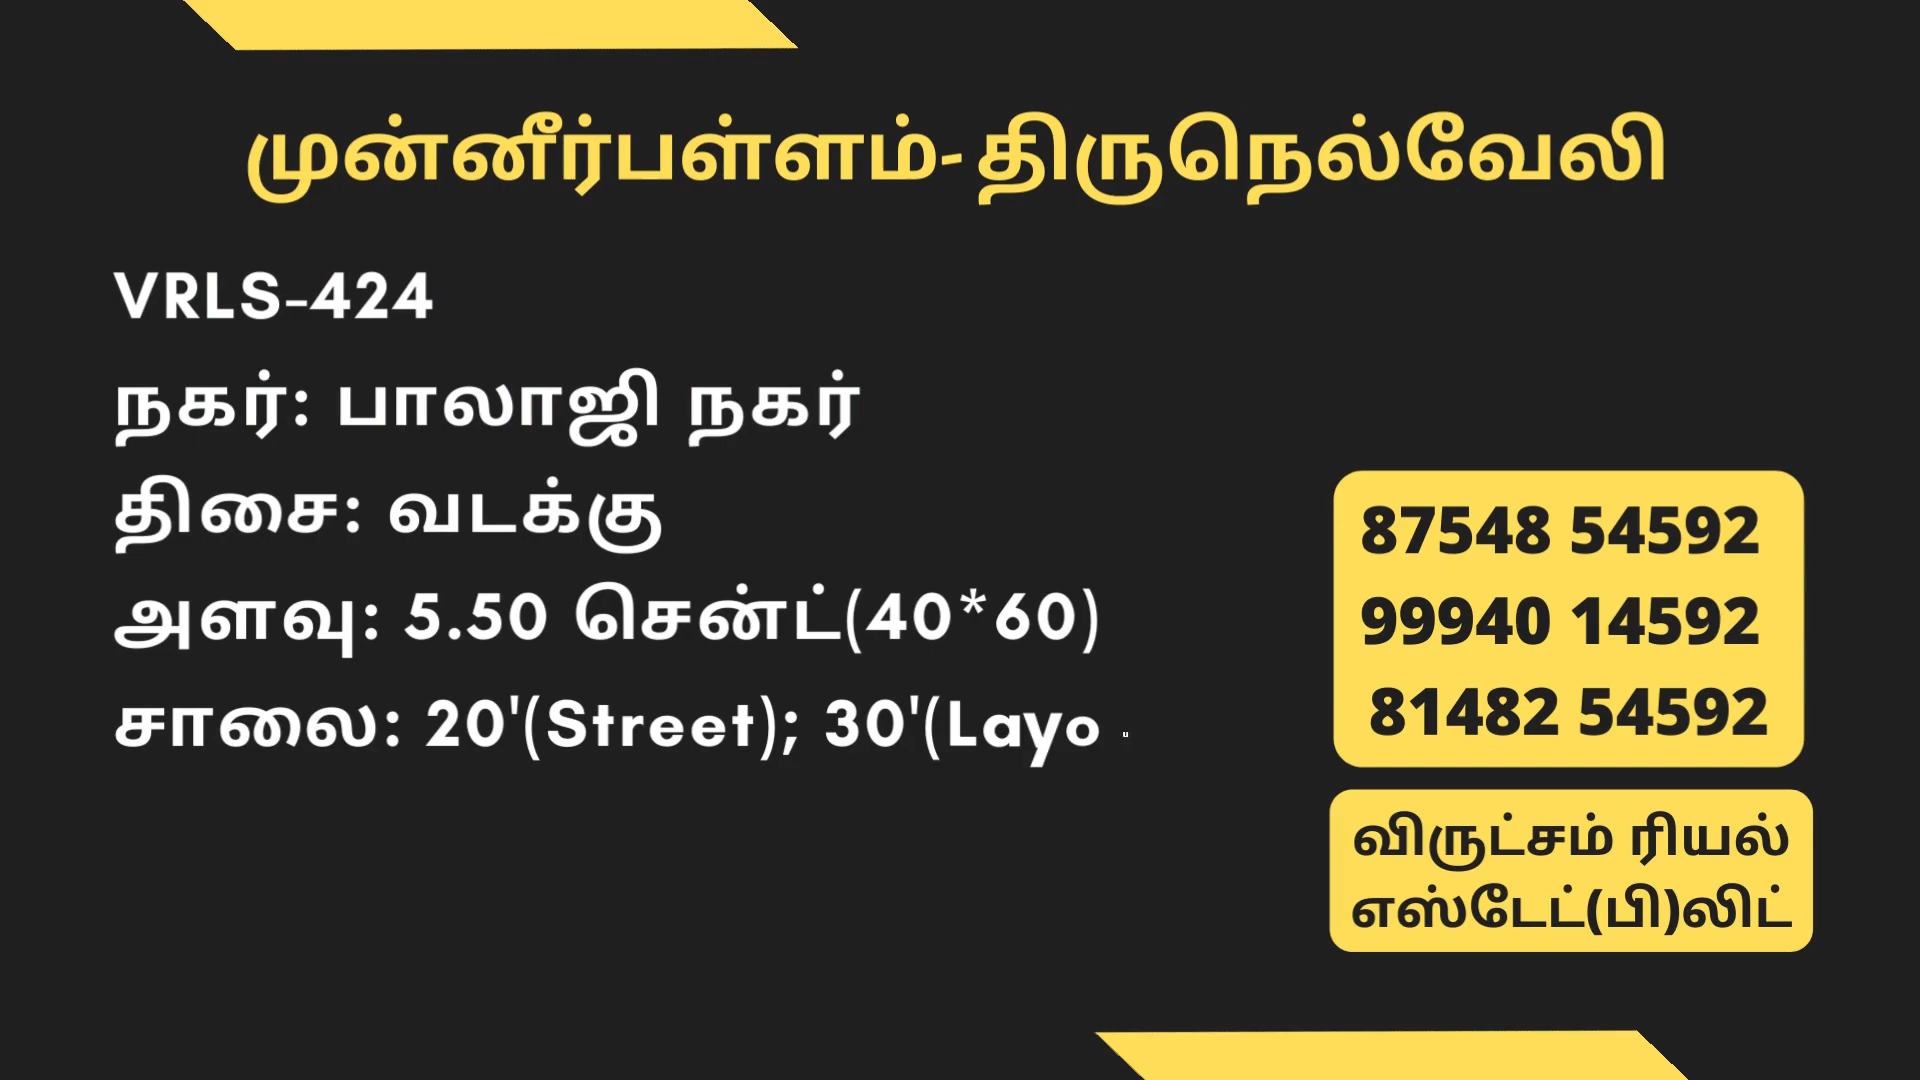 முன்னீர்பள்ளம்-திருநெல்வேலி
VRLS-424
நகர்: பாலாஜி நகர்
திசை: வடக்கு
அளவு: 5.50 சென்ட்(40*60)
சாலை: 20'(Street); 30'(Layou
87548 54592
99940 14592
81482 54592
விருட்சம் ரியல்
எஸ்டேட்(பி)லிட்